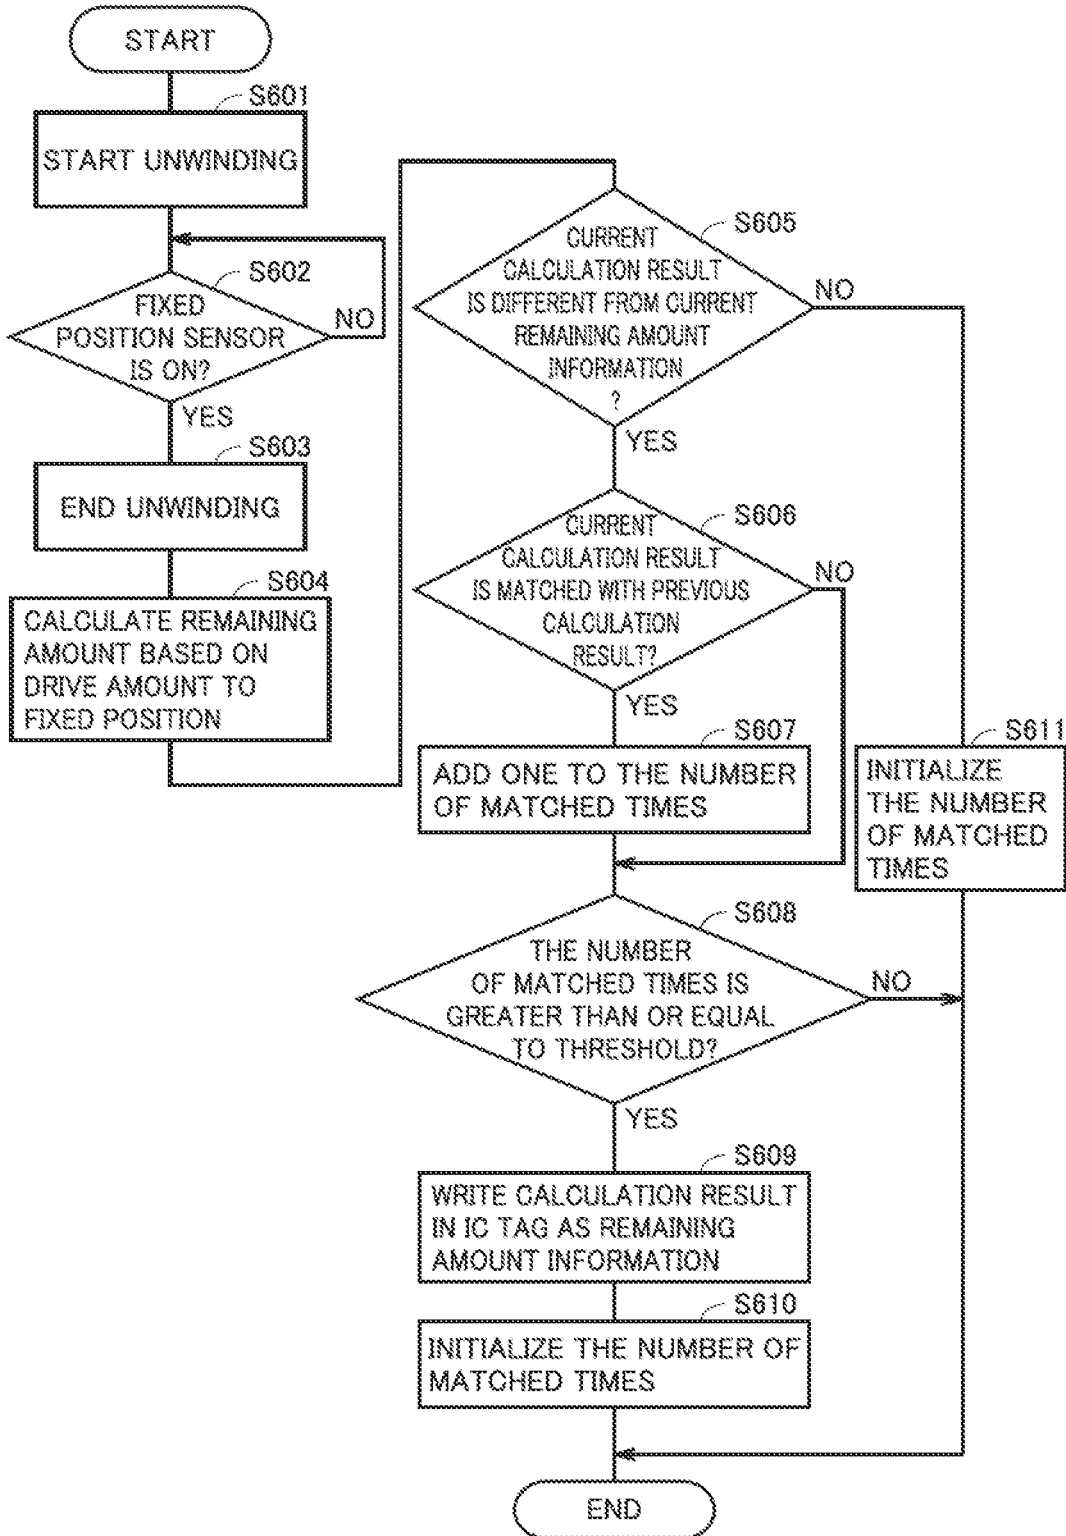 START
S601
START UNWINDING
S602
FIXED
POSITION SENSOR
IS ON?
NO
YES
S603
END UNWINDING
S604
CALCULATE REMAINING
AMOUNT BASED ON
DRIVE AMOUNT TO
FIXED POSITION
S605
CURRENT
CALCULATION RESULT
IS DIFFERENT FROM CURRENT
REMAINING AMOUNT
INFORMATION
?
NO
YES
S606
CURRENT
CALCULATION RESULT
IS MATCHED WITH PREVIOUS
CALCULATION
RESULT?
NO
YES
S607
ADD ONE TO THE NUMBER
OF MATCHED TIMES
S611
INITIALIZE
THE NUMBER
OF MATCHED
TIMES
S608
THE NUMBER
OF MATCHED TIMES IS
GREATER THAN OR EQUAL
TO THRESHOLD?
NO
YES
S609
WRITE CALCULATION RESULT
IN IC TAG AS REMAINING
AMOUNT INFORMATION
S610
INITIALIZE THE NUMBER OF
MATCHED TIMES
END